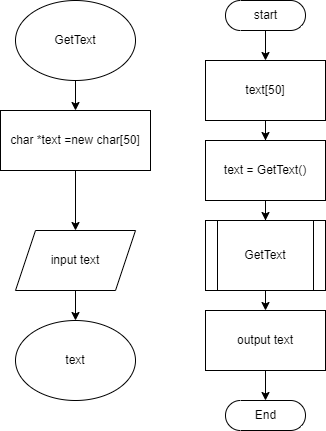 GetText
char *text =new char[50]
input text
text
start
text[50]
text = GetText()
GetText
output text
End